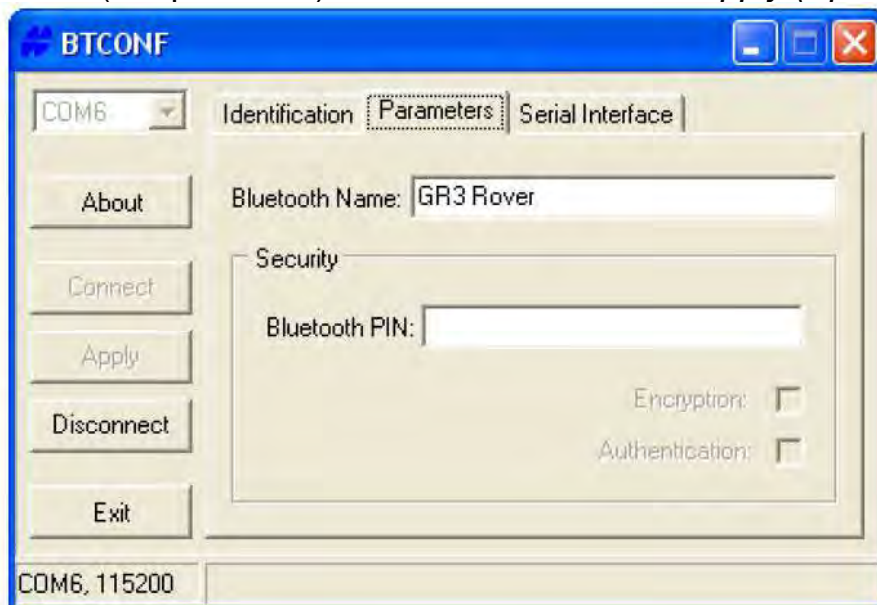 BTCONF
COM6
Identification Parameters Serial Interface
About
Bluetooth Name: GR3 Rover
Security
Connect
Bluetooth PIN:
Apply
Encryption:
Disconnect
Authentication:
Exit
COM6, 115200